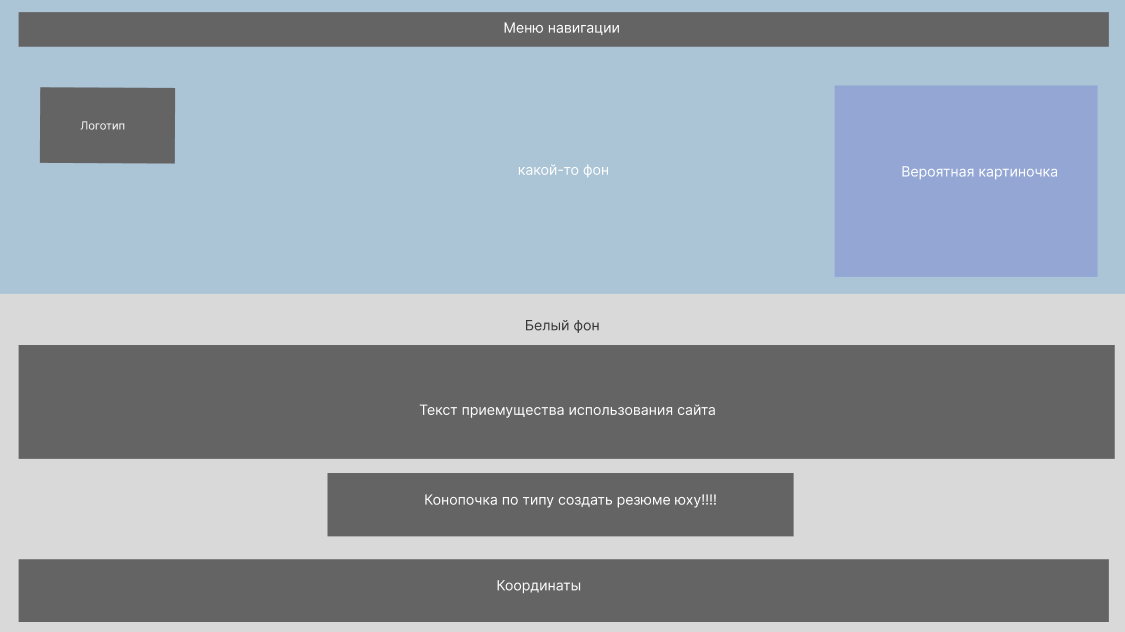 Меню навигации
Логотип
какой-то фон
Вероятная картиночка
Белый фон
Текст приемущества использования сайта
Конопочка по типу создать резюме юху!!!!
Координаты